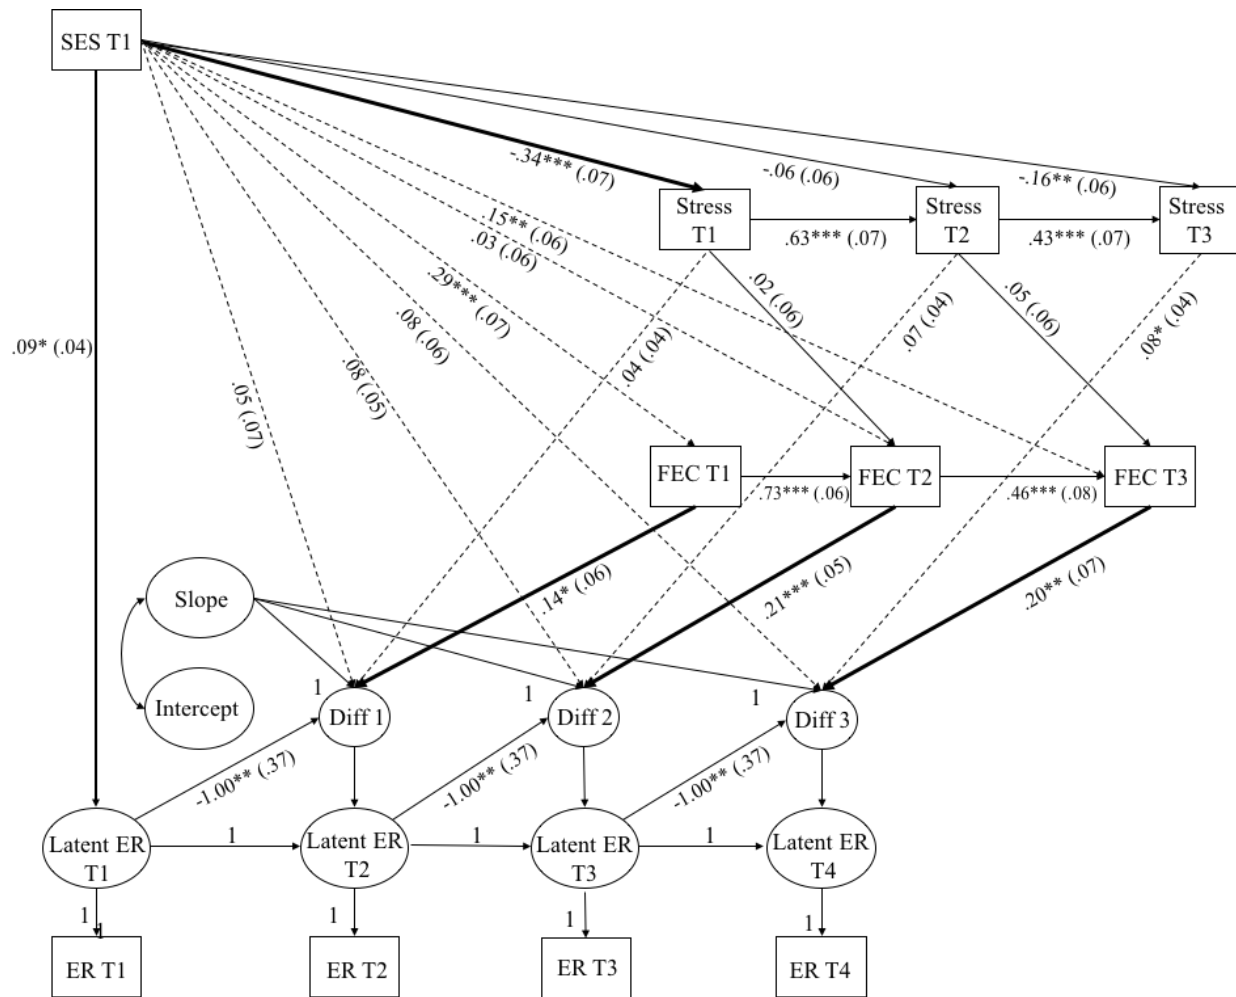 SES T1
-.34*** (.07)
-.06 (.06)
-.16** (.06)
Stress
T1
Stress
T2
Stress
T3
.63*** (.07)
.43*** (.07)
.15** (.06)
.03 (.06)
.29*** (.07)
.08 (.06)
.02 (.06)
.05 (.06)
.04 (.04)
.07 (.04)
.08* (.04)
.09* (.04)
.05 (.07)
.08 (.05)
FEC T1
FEC T2
FEC T3
.73*** (.06)
.46*** (.08)
.14* (.06)
.21*** (.05)
.20** (.07)
Slope
Intercept
1
1
1
Diff 1
Diff 2
Diff 3
-1.00** (.37)
-1.00** (.37)
-1.00** (.37)
Latent ER
T1
1
Latent ER
T2
1
Latent ER
T3
1
Latent ER
T4
1
1
1
1
1
ER T1
ER T2
ER T3
ER T4